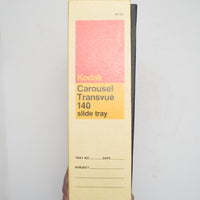 Kodak
Carousel
Transvue
140
slide tray
TRAY NO. DATE
SUBJECT